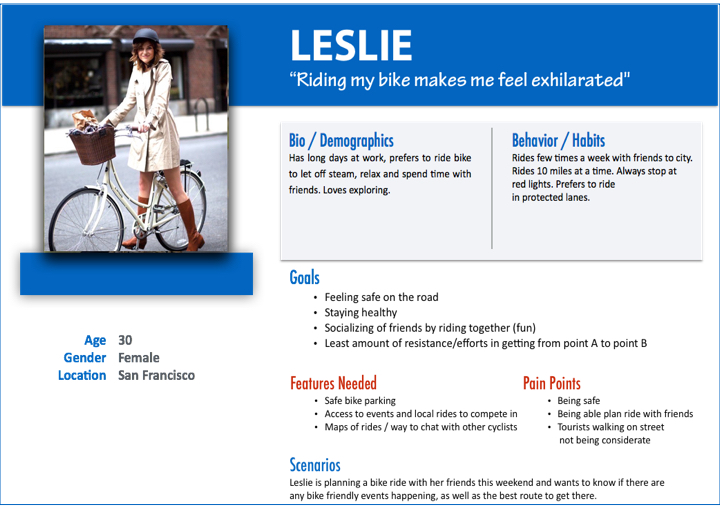 LESLIE
“Riding my bike makes me feel exhilarated"
Bio / Demographics
Has long days at work, prefers to ride bike
to let off steam, relax and spend time with
friends. Loves exploring.
Behavior / Habits
Rides few times a week with friends to city.
Rides 10 miles at a time. Always stop at
red lights. Prefers to ride
in protected lanes.
Age 30
Gender Female
Location San Francisco
Goals
• Feeling safe on the road
• Staying healthy
• Socializing of friends by riding together (fun)
• Least amount of resistance/efforts in getting from point A to point B
Features Needed
• Safe bike parking
• Access to events and local rides to compete in
• Maps of rides / way to chat with other cyclists
Pain Points
• Being safe
• Being able plan ride with friends
• Tourists walking on street
not being considerate
Scenarios
Leslie is planning a bike ride with her friends this weekend and wants to know if there are
any bike friendly events happening, as well as the best route to get there.